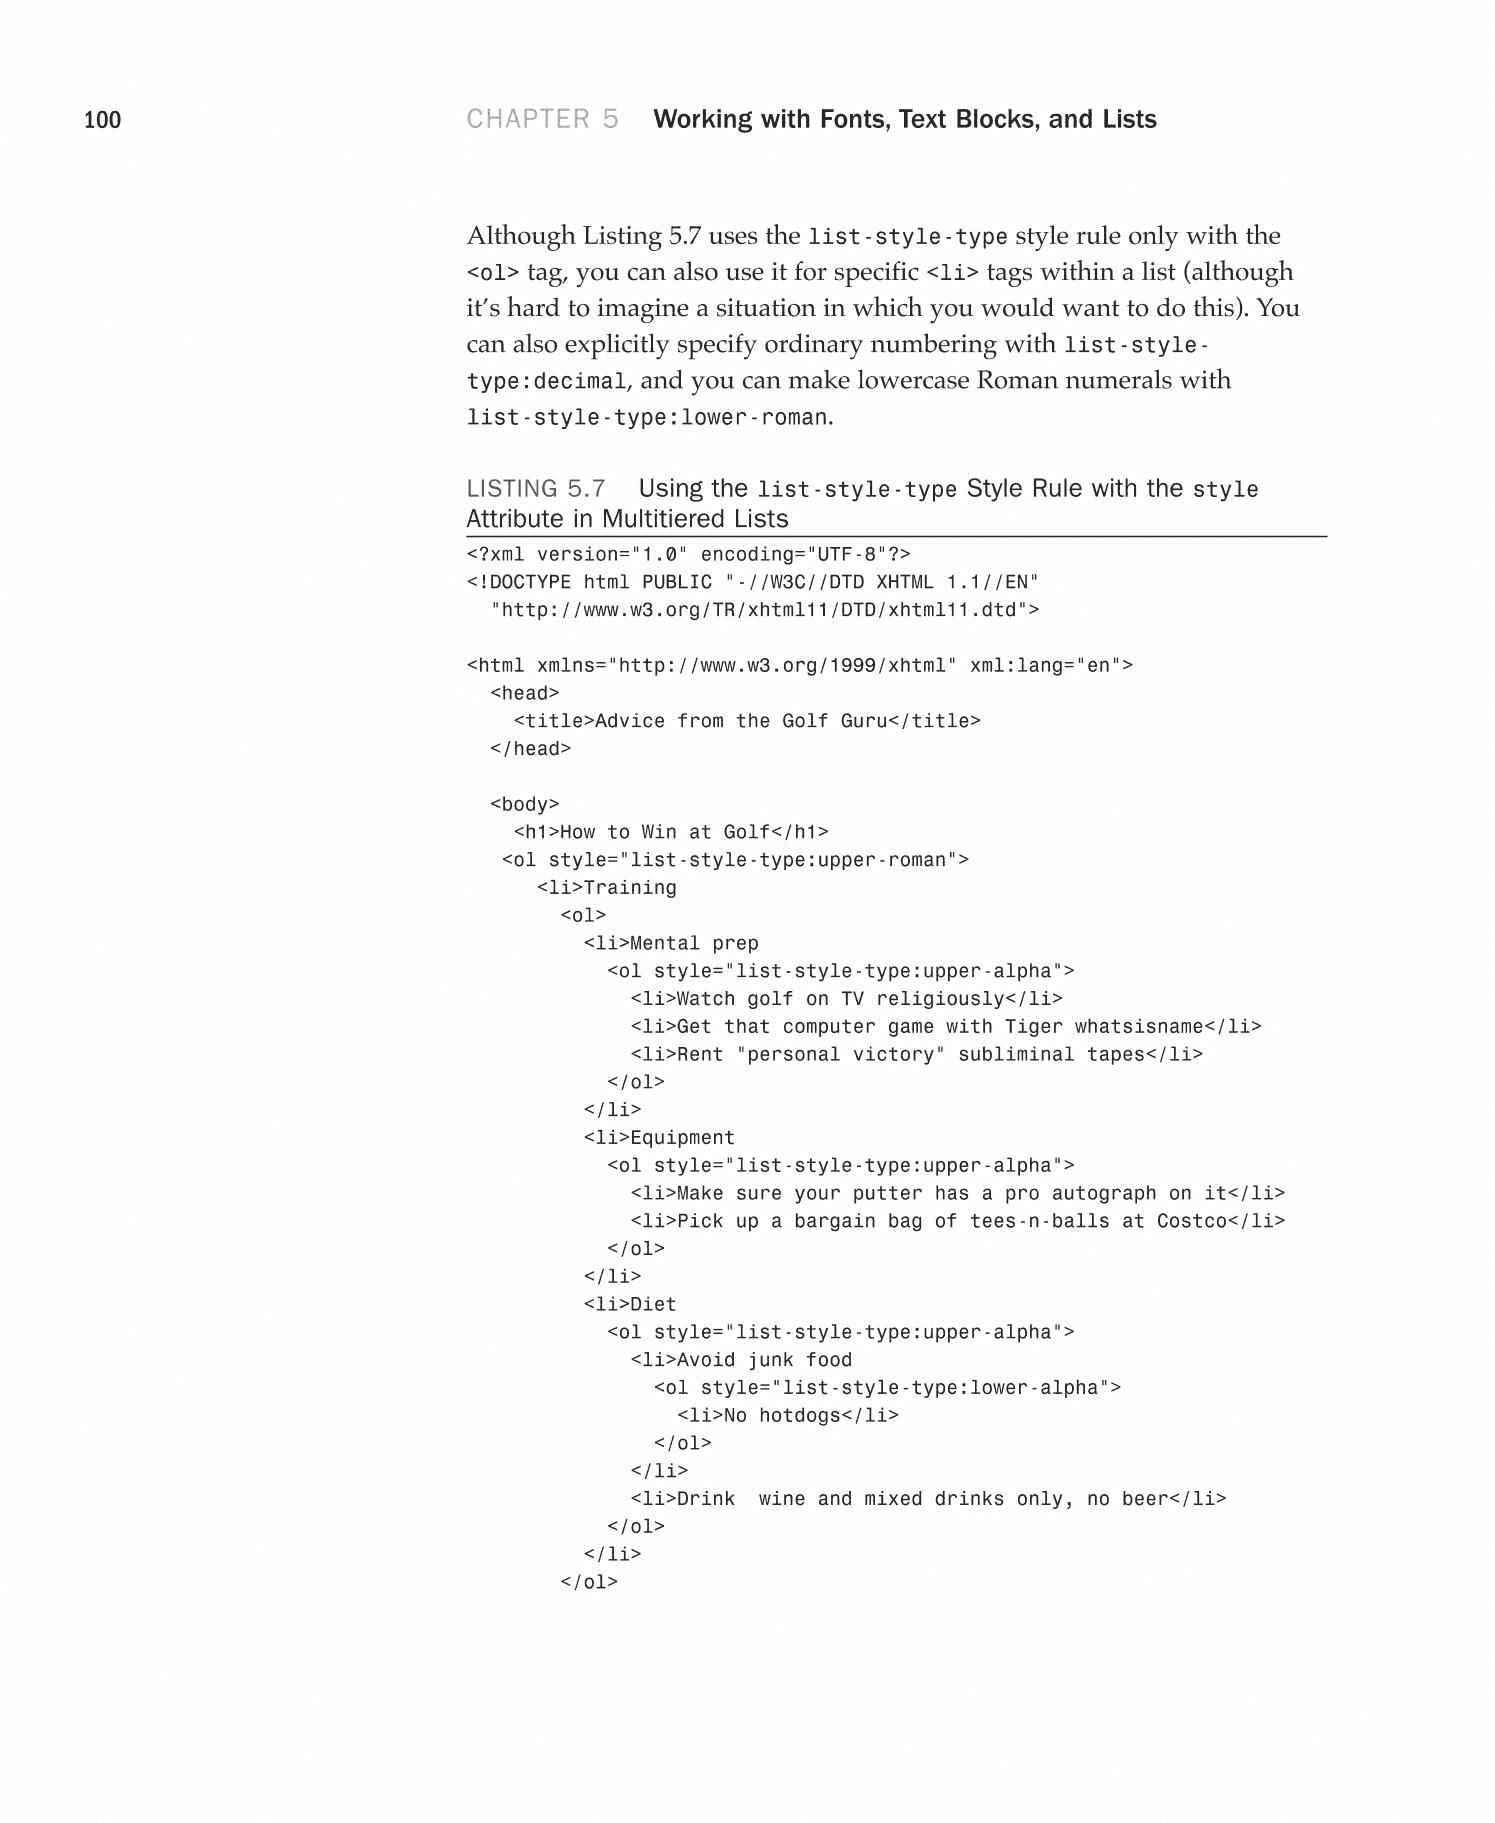 100 CHAPTER 5 Working with Fonts, Text Blocks, and Lists
Although Listing 5.7 uses the list-style-type style rule only with the
<ol> tag, you can also use it for specific <li> tags within a list (although
it's hard to imagine a situation in which you would want to do this). You
can also explicitly specify ordinary numbering with list-style-
type:decimal, and you can make lowercase Roman numerals with
list-style-type:lower-roman.
LISTING 5.7 Using the list-style-type Style Rule with the style
Attribute in Multitiered Lists
<?xml version="1.0" encoding="UTF-8"?>
<!DOCTYPE html PUBLIC "-//W3C//DTD XHTML 1.1//EN"
  "http://www.w3.org/TR/xhtml11/DTD/xhtml11.dtd">
<html xmlns="http://www.w3.org/1999/xhtml" xml:lang="en">
  <head>
    <title>Advice from the Golf Guru</title>
  </head>
  <body>
    <h1>How to Win at Golf</h1>
   <ol style="list-style-type:upper-roman">
      <li>Training
        <ol>
          <li>Mental prep
            <ol style="list-style-type:upper-alpha">
              <li>Watch golf on TV religiously</li>
              <li>Get that computer game with Tiger whatsisname</li>
              <li>Rent "personal victory" subliminal tapes</li>
            </ol>
          </li>
          <li>Equipment
            <ol style="list-style-type:upper-alpha">
              <li>Make sure your putter has a pro autograph on it</li>
              <li>Pick up a bargain bag of tees-n-balls at Costco</li>
            </ol>
          </li>
          <li>Diet
            <ol style="list-style-type:upper-alpha">
              <li>Avoid junk food
                <ol style="list-style-type:lower-alpha">
                  <li>No hotdogs</li>
                </ol>
              </li>
              <li>Drink  wine and mixed drinks only, no beer</li>
            </ol>
          </li>
        </ol>